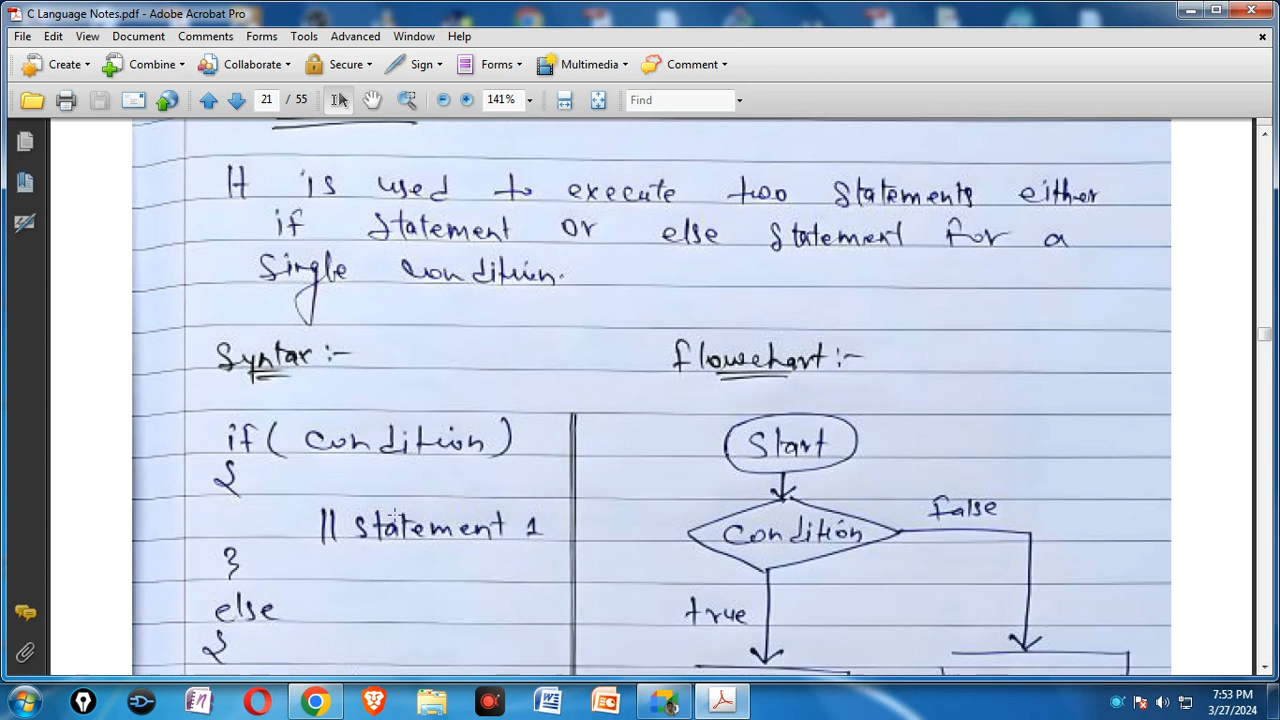 C Language Notes.pdf - Adobe Acrobat Pro
File Edit View Document Comments Forms Tools Advanced Window Help
Create Combine Collaborate Secure Sign Forms Multimedia Comment
21 / 55 141% Find
It is used to execute two statements either
if statement or else statement for a
single condition.
Syntax :- Flowchart :-
if ( condition ) Start
{
false
// statement 1 Condition
}
else true
{
7:53 PM
3/27/2024